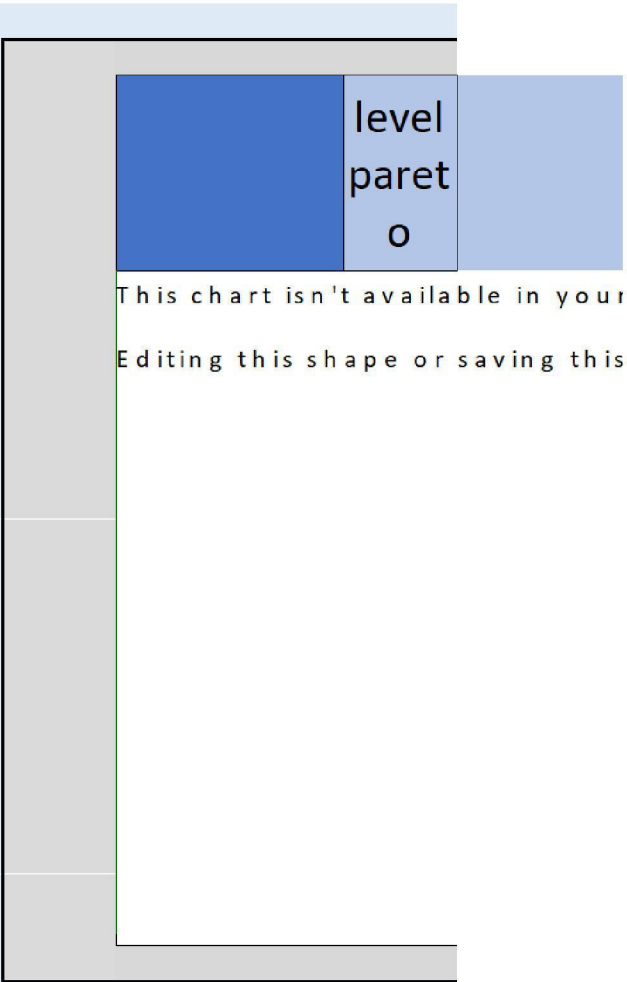 level
paret
o
This chart isn't available in your
Editing this shape or saving this